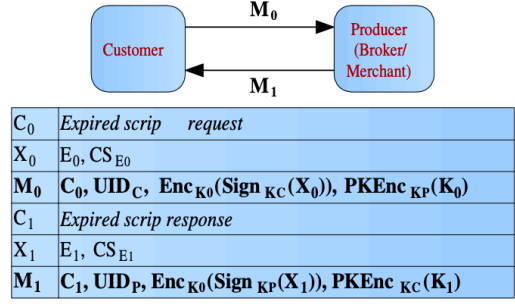 M0
Customer
Producer
(Broker/
Merchant)
M1
C0 Expired scrip request
X0 E0, CSE0
M0 C0, UIDC, EncK0(SignKC(X0)), PKEncKP(K0)
C1 Expired scrip response
X1 E1, CSE1
M1 C1, UIDP, EncK0(SignKP(X1)), PKEncKC(K1)